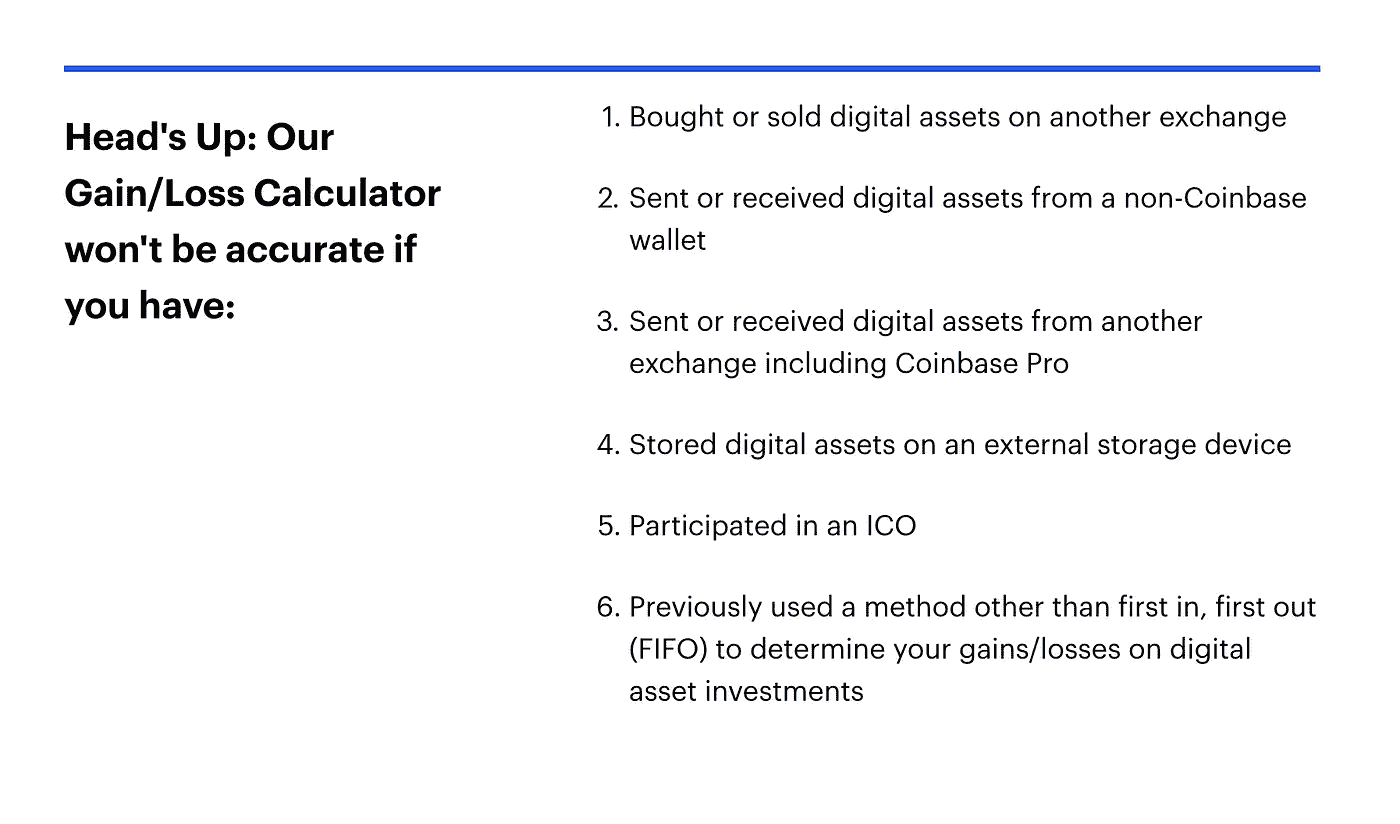 Head's Up: Our
Gain/Loss Calculator
won't be accurate if
you have:
1. Bought or sold digital assets on another exchange
2. Sent or received digital assets from a non-Coinbase
wallet
3. Sent or received digital assets from another
exchange including Coinbase Pro
4. Stored digital assets on an external storage device
5. Participated in an ICO
6. Previously used a method other than first in, first out
(FIFO) to determine your gains/losses on digital
asset investments